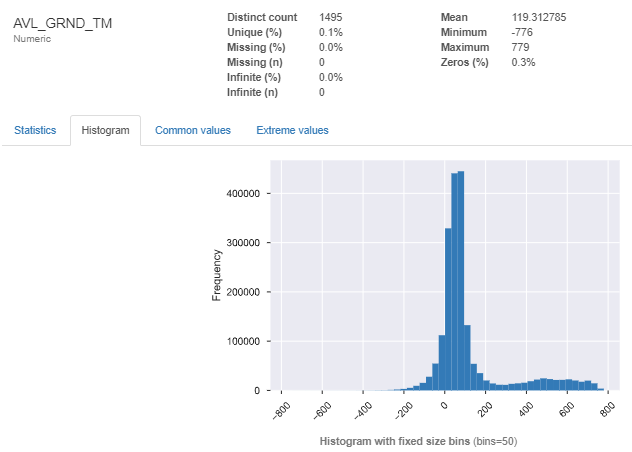 AVL_GRND_TM
Numeric
Distinct count 1495
Unique (%) 0.1%
Missing (%) 0.0%
Missing (n) 0
Infinite (%) 0.0%
Infinite (n) 0
Mean 119.312785
Minimum -776
Maximum 779
Zeros (%) 0.3%
Statistics Histogram Common values Extreme values
Frequency
400000
300000
200000
100000
0
−800 −600 −400 −200 0 200 400 600 800
Histogram with fixed size bins (bins=50)